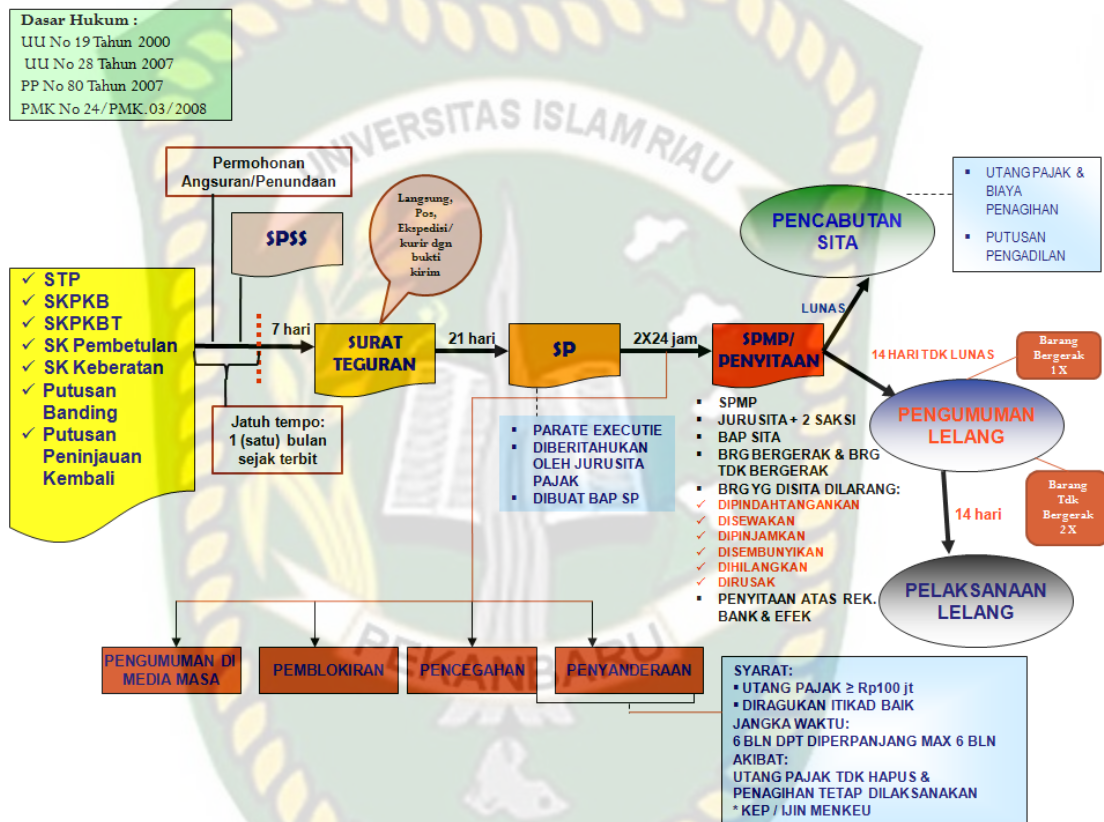 Dasar Hukum :
UU No 19 Tahun 2000
UU No 28 Tahun 2007
PP No 80 Tahun 2007
PMK No 24/PMK.03/2008
UNIVERSITAS ISLAM RIAU
Permohonan
Angsuran/Penundaan
SPSS
Langsung,
Pos,
Ekspedisi/
kurir dgn
bukti
kirim
✓ STP
✓ SKPKB
✓ SKPKBT
✓ SK Pembetulan
✓ SK Keberatan
✓ Putusan
Banding
✓ Putusan
Peninjauan
Kembali
7 hari
Jatuh tempo:
1 (satu) bulan
sejak terbit
SURAT
TEGURAN
21 hari
SP
▪ PARATE EXECUTIE
▪ DIBERITAHUKAN
OLEH JURUSITA
PAJAK
▪ DIBUAT BAP SP
2X24 jam
SPMP/
PENYITAAN
▪ SPMP
▪ JURUSITA + 2 SAKSI
▪ BAP SITA
▪ BRG BERGERAK & BRG
TDK BERGERAK
▪ BRG YG DISITA DILARANG:
✓ DIPINDAHTANGANKAN
✓ DISEWAKAN
✓ DIPINJAMKAN
✓ DISEMBUNYIKAN
✓ DIHILANGKAN
✓ DIRUSAK
▪ PENYITAAN ATAS REK.
BANK & EFEK
LUNAS
PENCABUTAN
SITA
▪ UTANG PAJAK &
BIAYA
PENAGIHAN
▪ PUTUSAN
PENGADILAN
14 HARI TDK LUNAS
PENGUMUMAN
LELANG
Barang
Bergerak
1 X
Barang
Tdk
Bergerak
2 X
14 hari
PELAKSANAAN
LELANG
PEKANBARU
PENGUMUMAN DI
MEDIA MASA
PEMBLOKIRAN
PENCEGAHAN
PENYANDERAAN
SYARAT:
▪ UTANG PAJAK ≥ Rp100 jt
▪ DIRAGUKAN ITIKAD BAIK
JANGKA WAKTU:
6 BLN DPT DIPERPANJANG MAX 6 BLN
AKIBAT:
UTANG PAJAK TDK HAPUS &
PENAGIHAN TETAP DILAKSANAKAN
* KEP / IJIN MENKEU